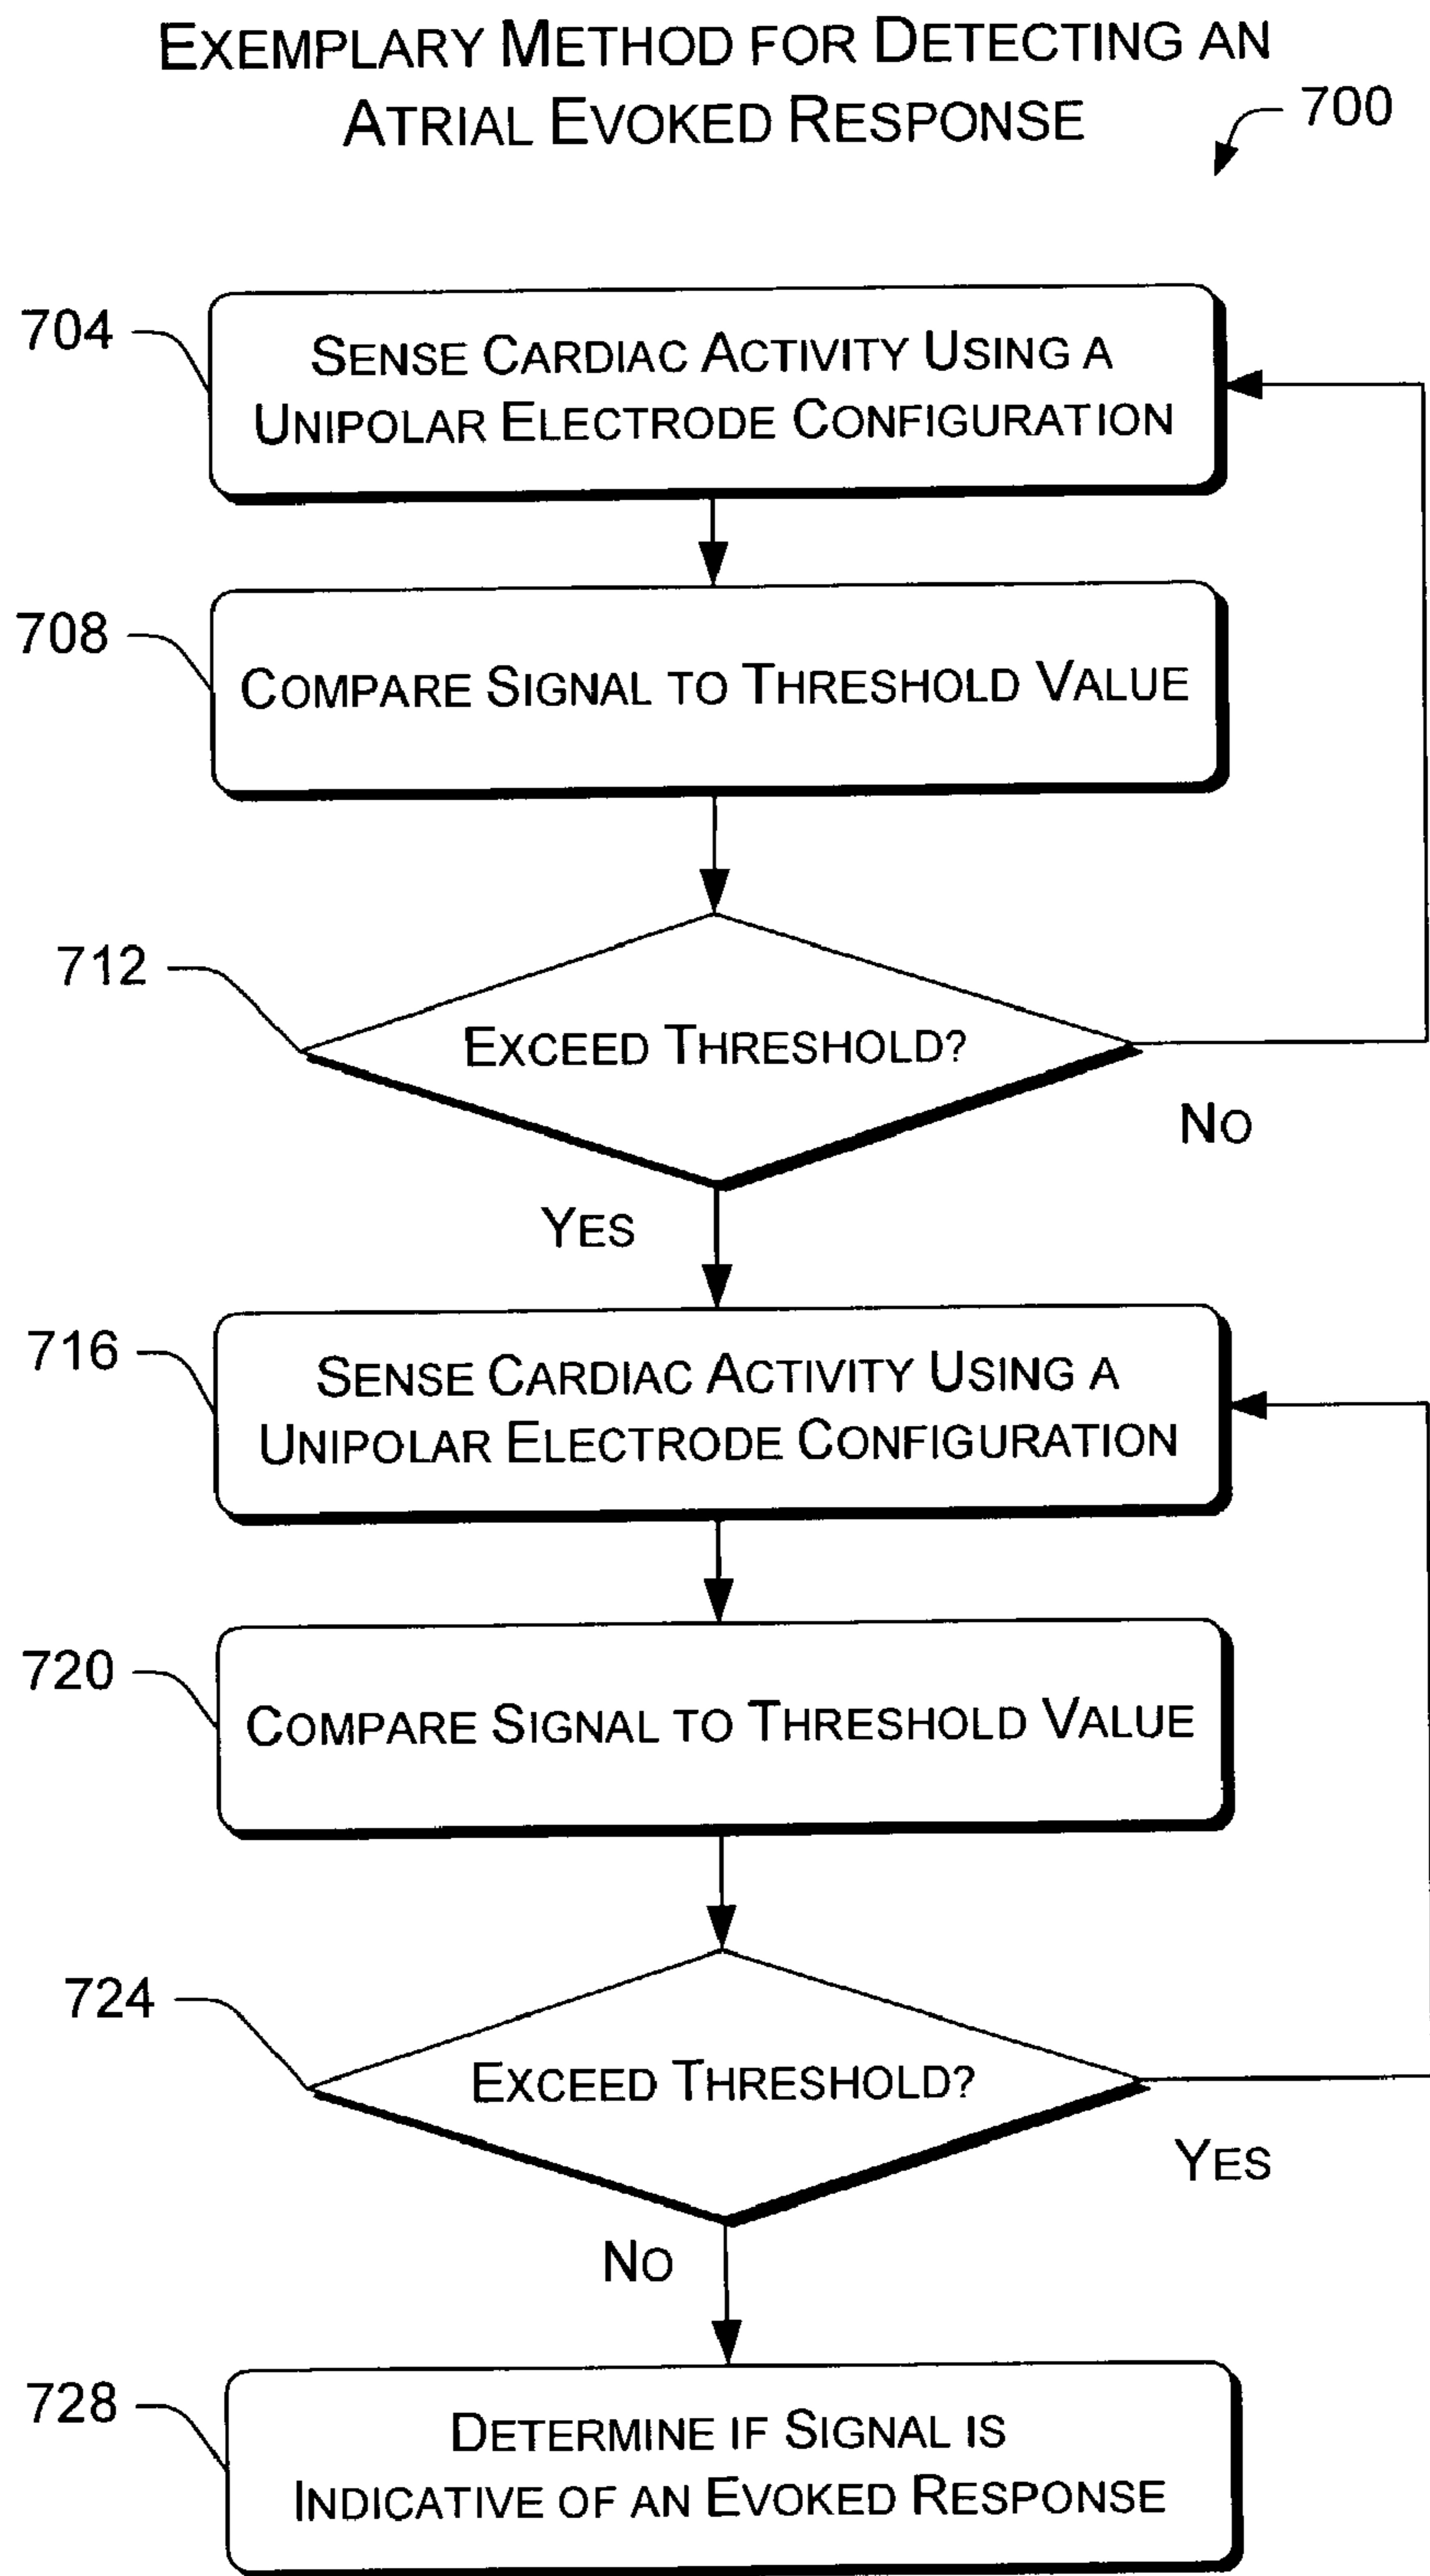 EXEMPLARY METHOD FOR DETECTING AN
ATRIAL EVOKED RESPONSE
700
704
SENSE CARDIAC ACTIVITY USING A
UNIPOLAR ELECTRODE CONFIGURATION
708
COMPARE SIGNAL TO THRESHOLD VALUE
712
EXCEED THRESHOLD?
NO
YES
716
SENSE CARDIAC ACTIVITY USING A
UNIPOLAR ELECTRODE CONFIGURATION
720
COMPARE SIGNAL TO THRESHOLD VALUE
724
EXCEED THRESHOLD?
YES
NO
728
DETERMINE IF SIGNAL IS
INDICATIVE OF AN EVOKED RESPONSE